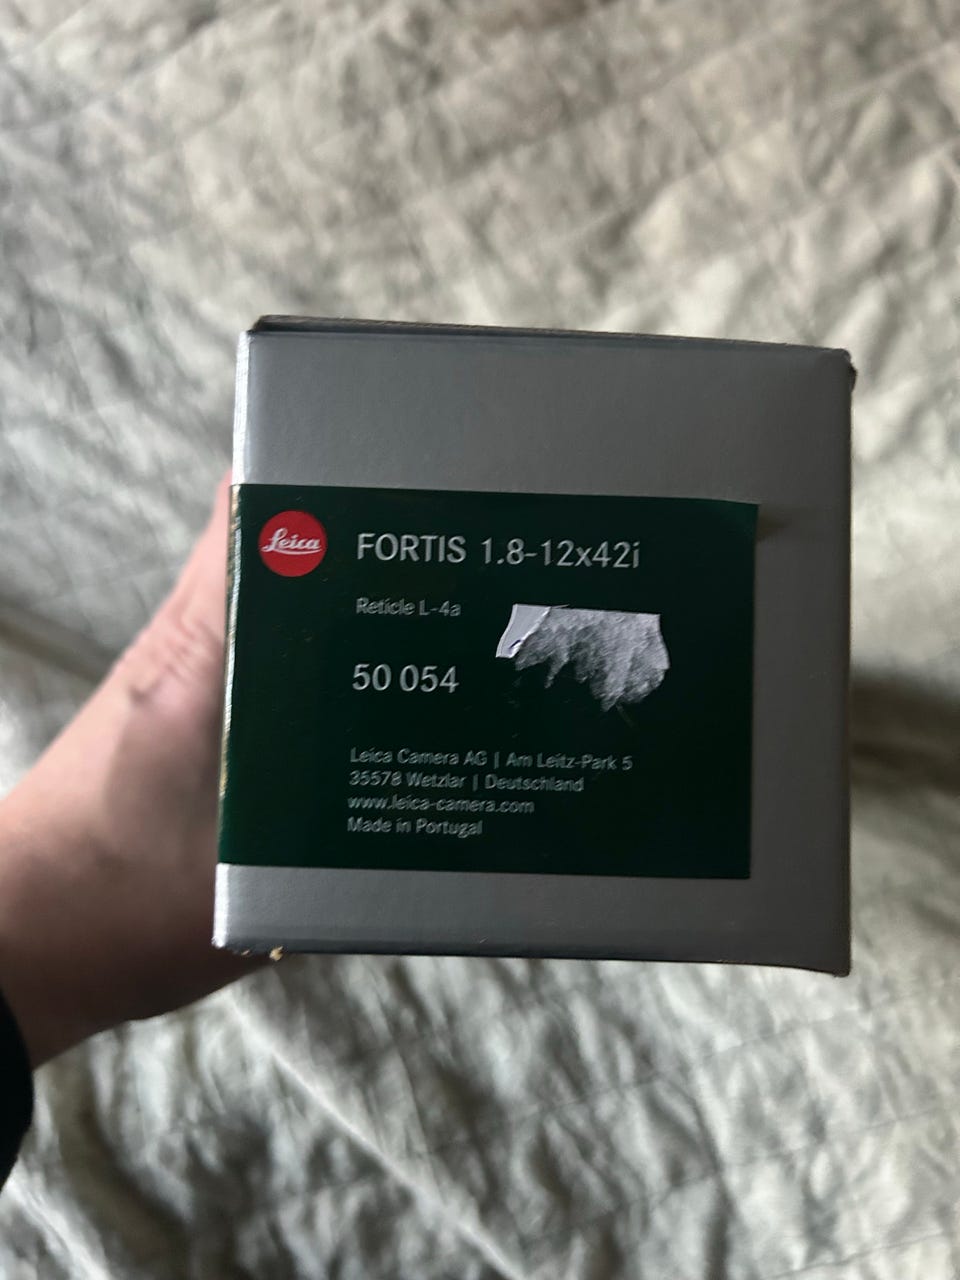 Leica
FORTIS 1.8-12x42i
Reticle L-4a
50 054
Leica Camera AG | Am Leitz-Park 5
35578 Wetzlar | Deutschland
www.leica-camera.com
Made in Portugal